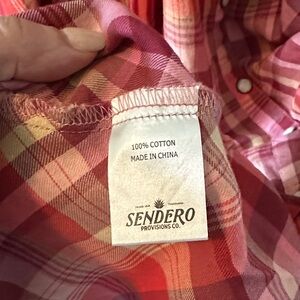 100% COTTON
MADE IN CHINA
SENDERO
PROVISIONS CO.